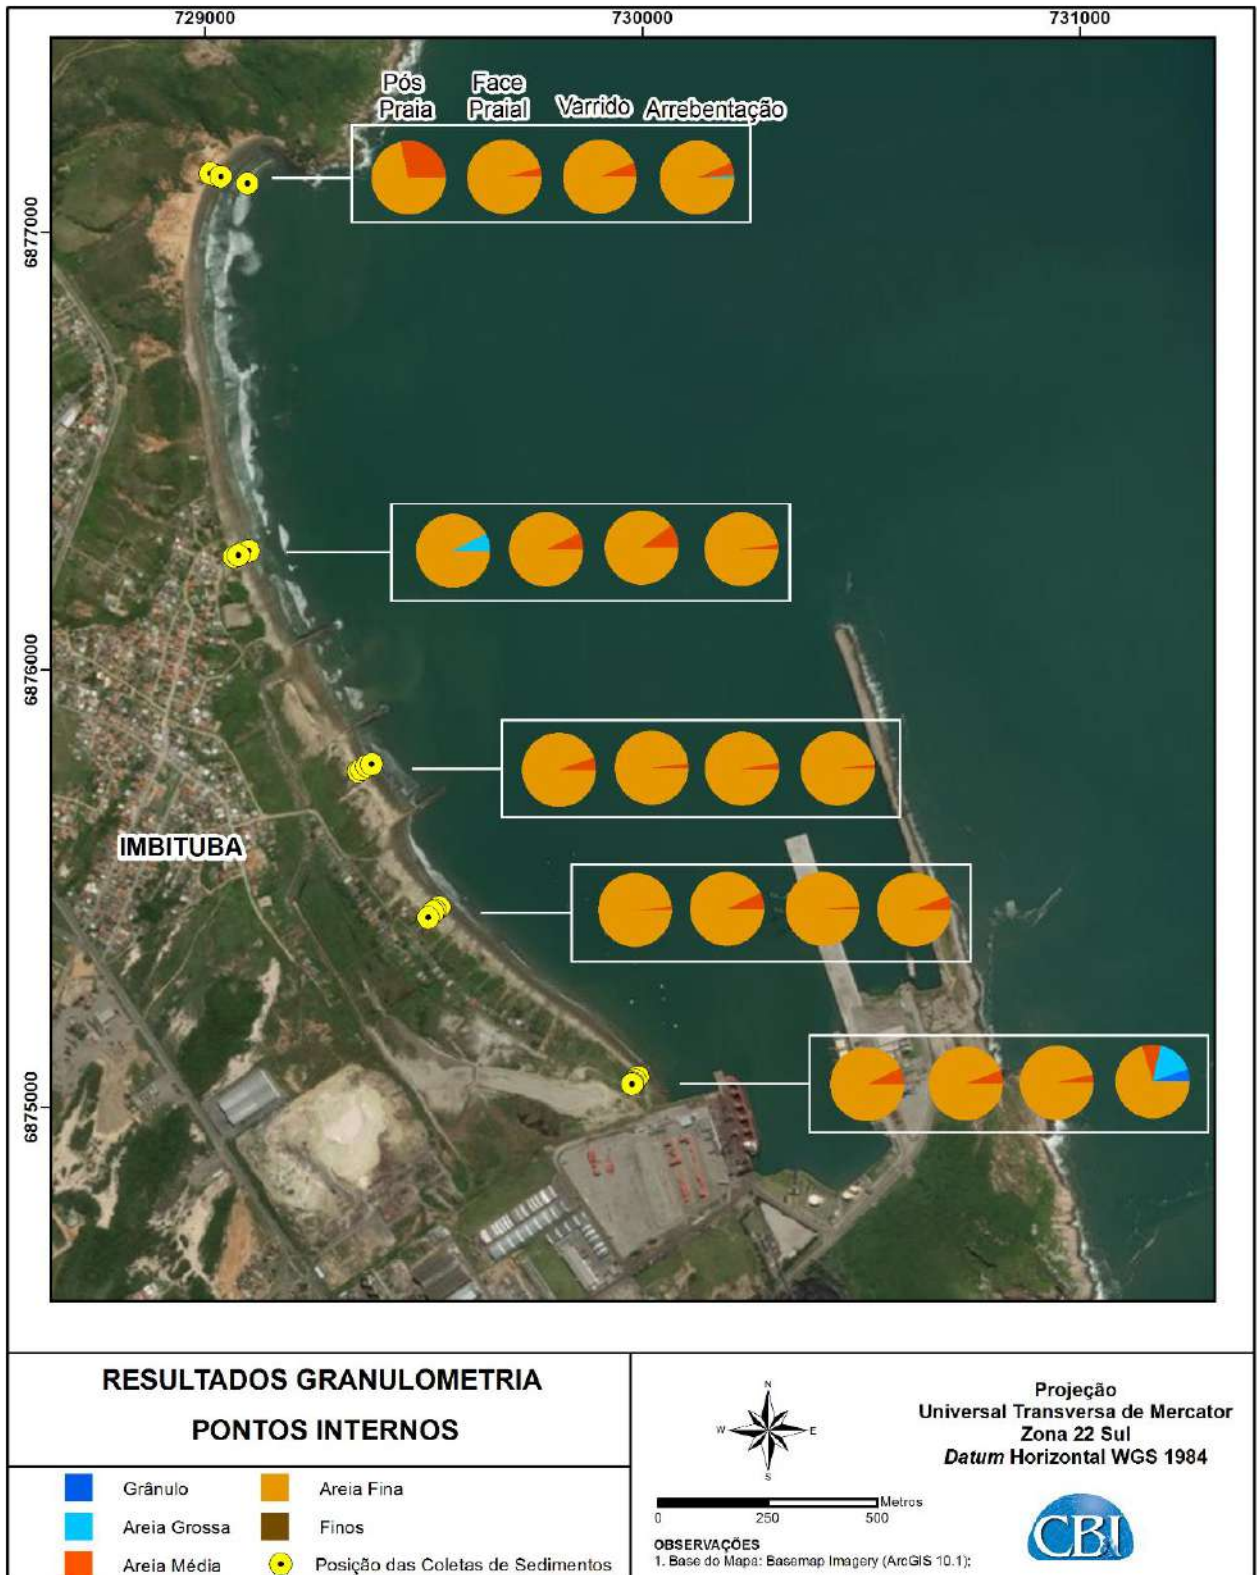 729000
730000
731000
Pós
Praia
Face
Praial
Varrido
Arrebentação
6877000
6876000
IMBITUBA
6875000
RESULTADOS GRANULOMETRIA
PONTOS INTERNOS
Grânulo
Areia Grossa
Areia Média
Areia Fina
Finos
Posição das Coletas de Sedimentos
N
W
E
S
0
250
500
Metros
OBSERVAÇÕES
1. Base do Mapa: Basemap Imagery (ArcGIS 10.1);
Projeção
Universal Transversa de Mercator
Zona 22 Sul
Datum Horizontal WGS 1984
CB&I